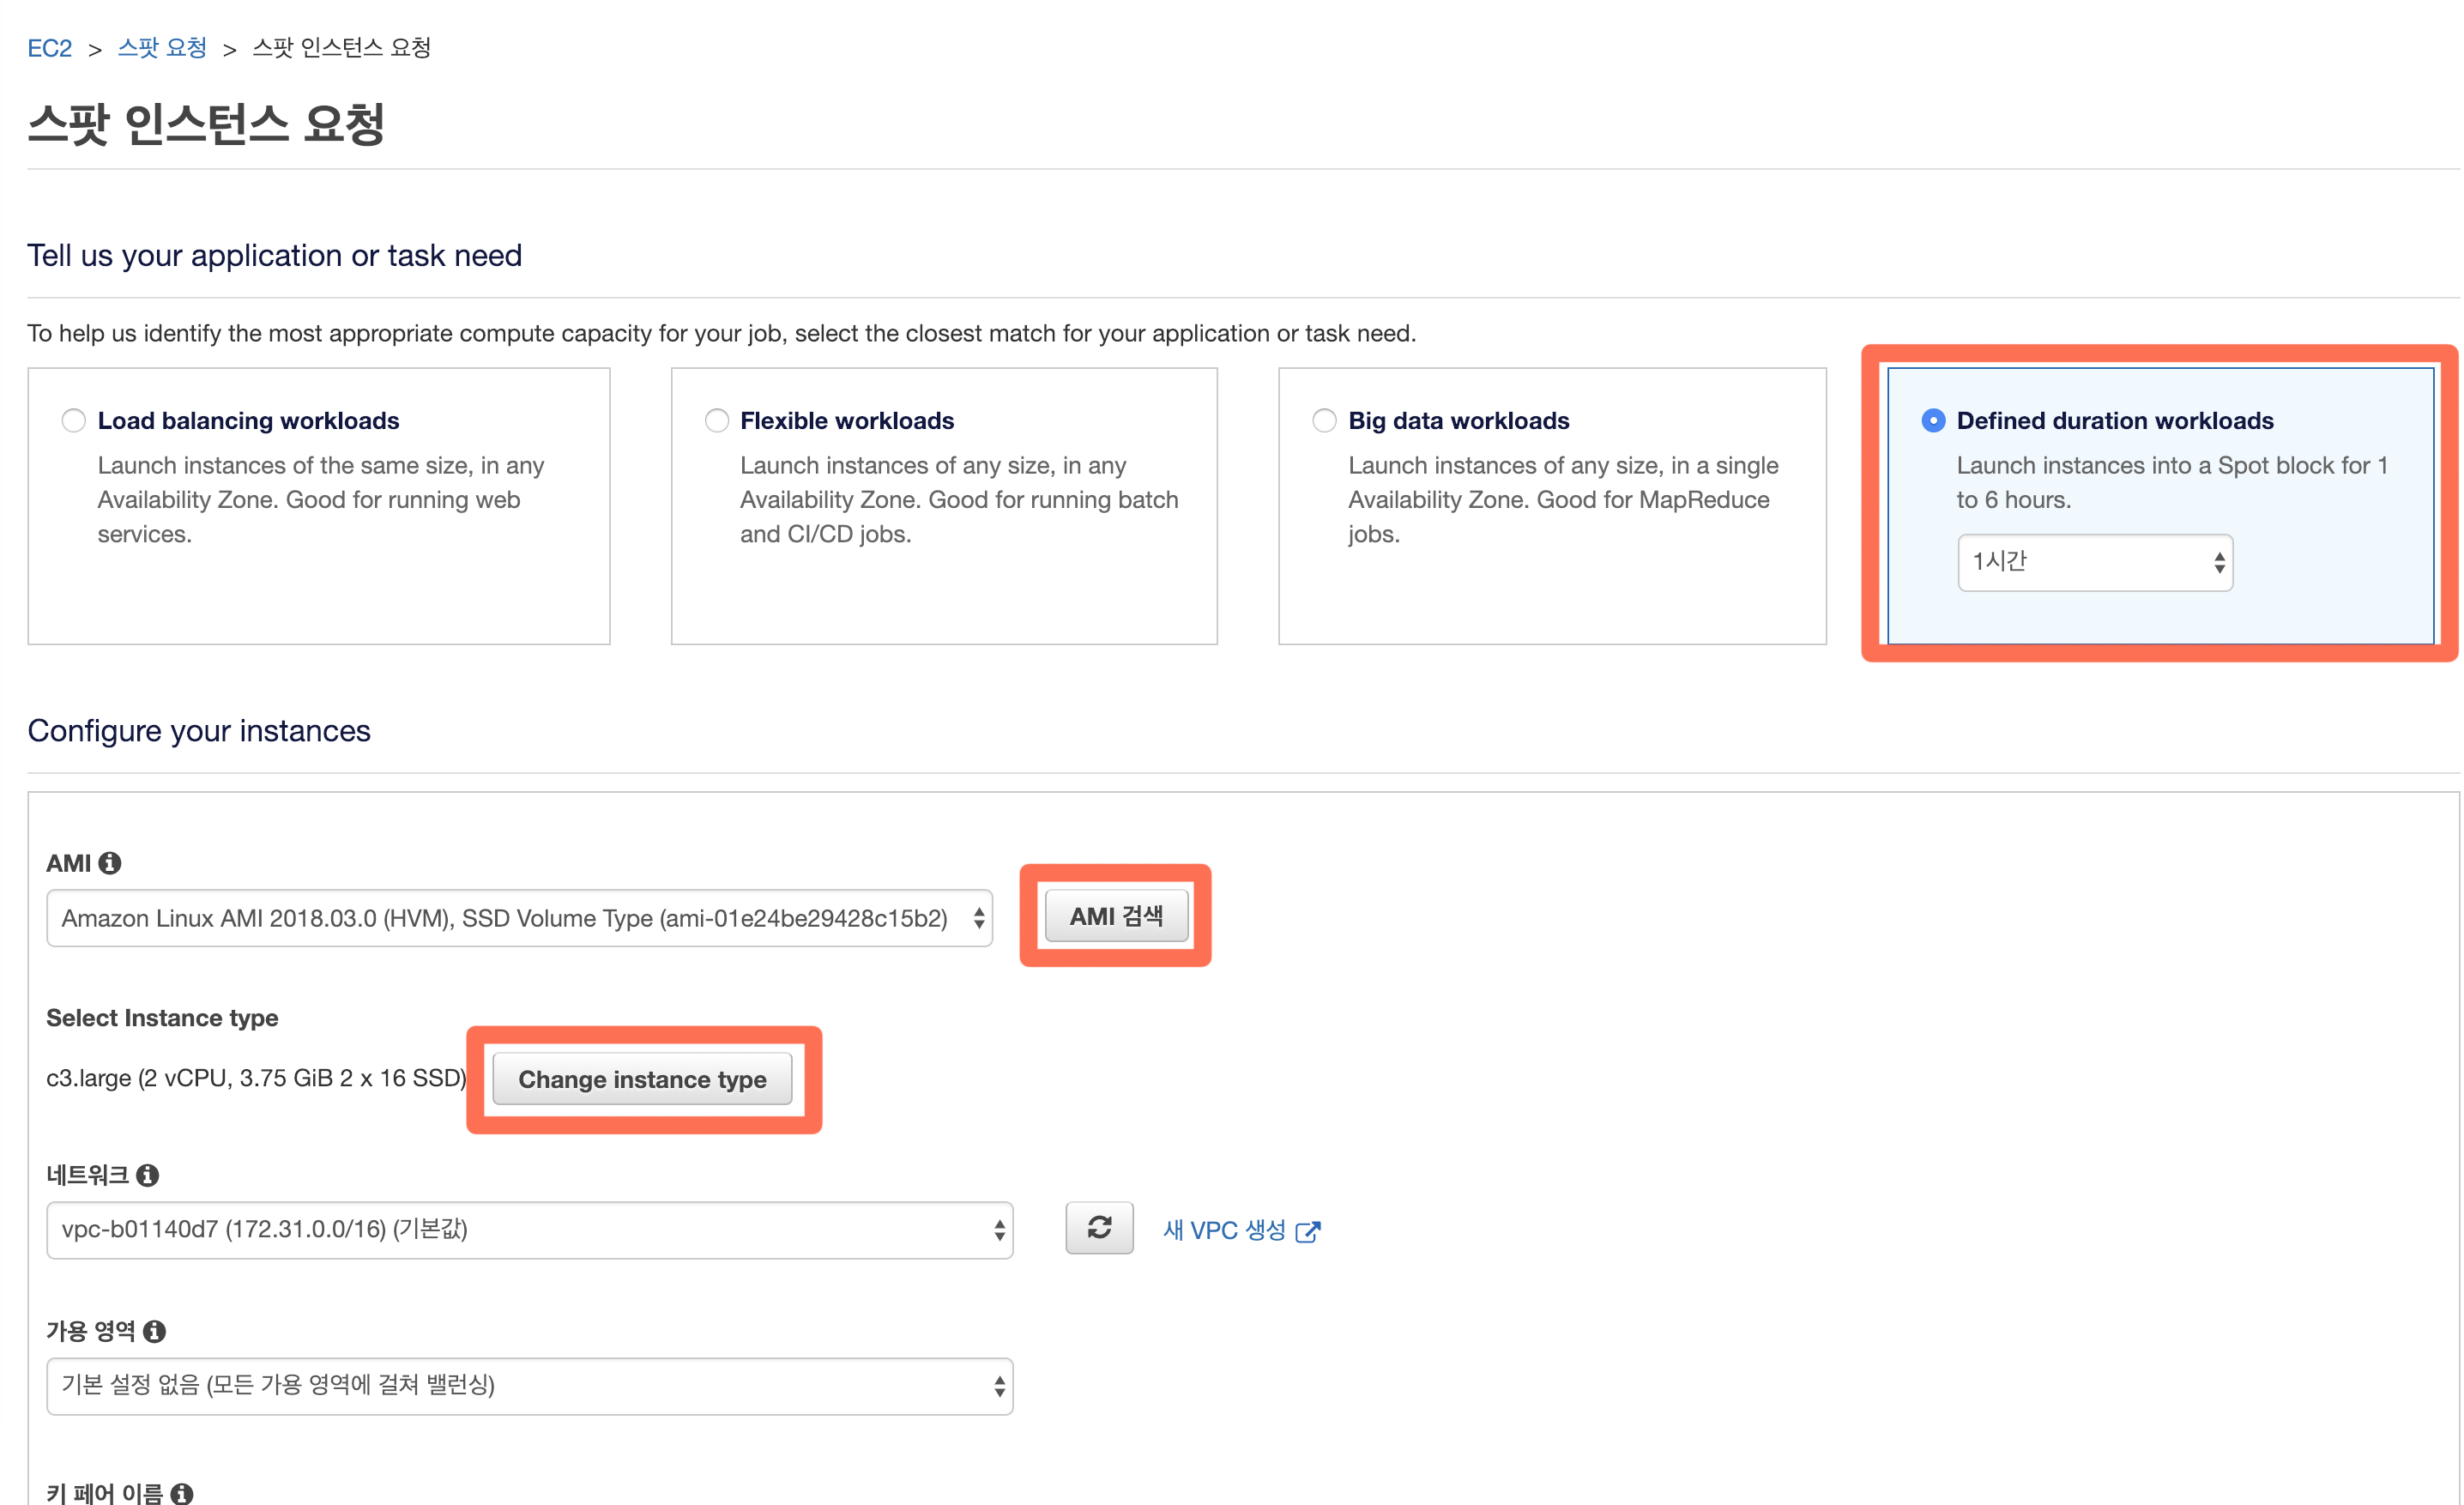 EC2 > 스팟 요청 > 스팟 인스턴스 요청
스팟 인스턴스 요청
Tell us your application or task need
To help us identify the most appropriate compute capacity for your job, select the closest match for your application or task need.
Load balancing workloads
Launch instances of the same size, in any
Availability Zone. Good for running web
services.
Flexible workloads
Launch instances of any size, in any
Availability Zone. Good for running batch
and CI/CD jobs.
Big data workloads
Launch instances of any size, in a single
Availability Zone. Good for MapReduce
jobs.
Defined duration workloads
Launch instances into a Spot block for 1
to 6 hours.
1시간
Configure your instances
AMI
Amazon Linux AMI 2018.03.0 (HVM), SSD Volume Type (ami-01e24be29428c15b2)
AMI 검색
Select Instance type
c3.large (2 vCPU, 3.75 GiB 2 x 16 SSD)
Change instance type
네트워크
vpc-b01140d7 (172.31.0.0/16) (기본값)
새 VPC 생성
가용 영역
기본 설정 없음 (모든 가용 영역에 걸쳐 밸런싱)
키 페어 이름